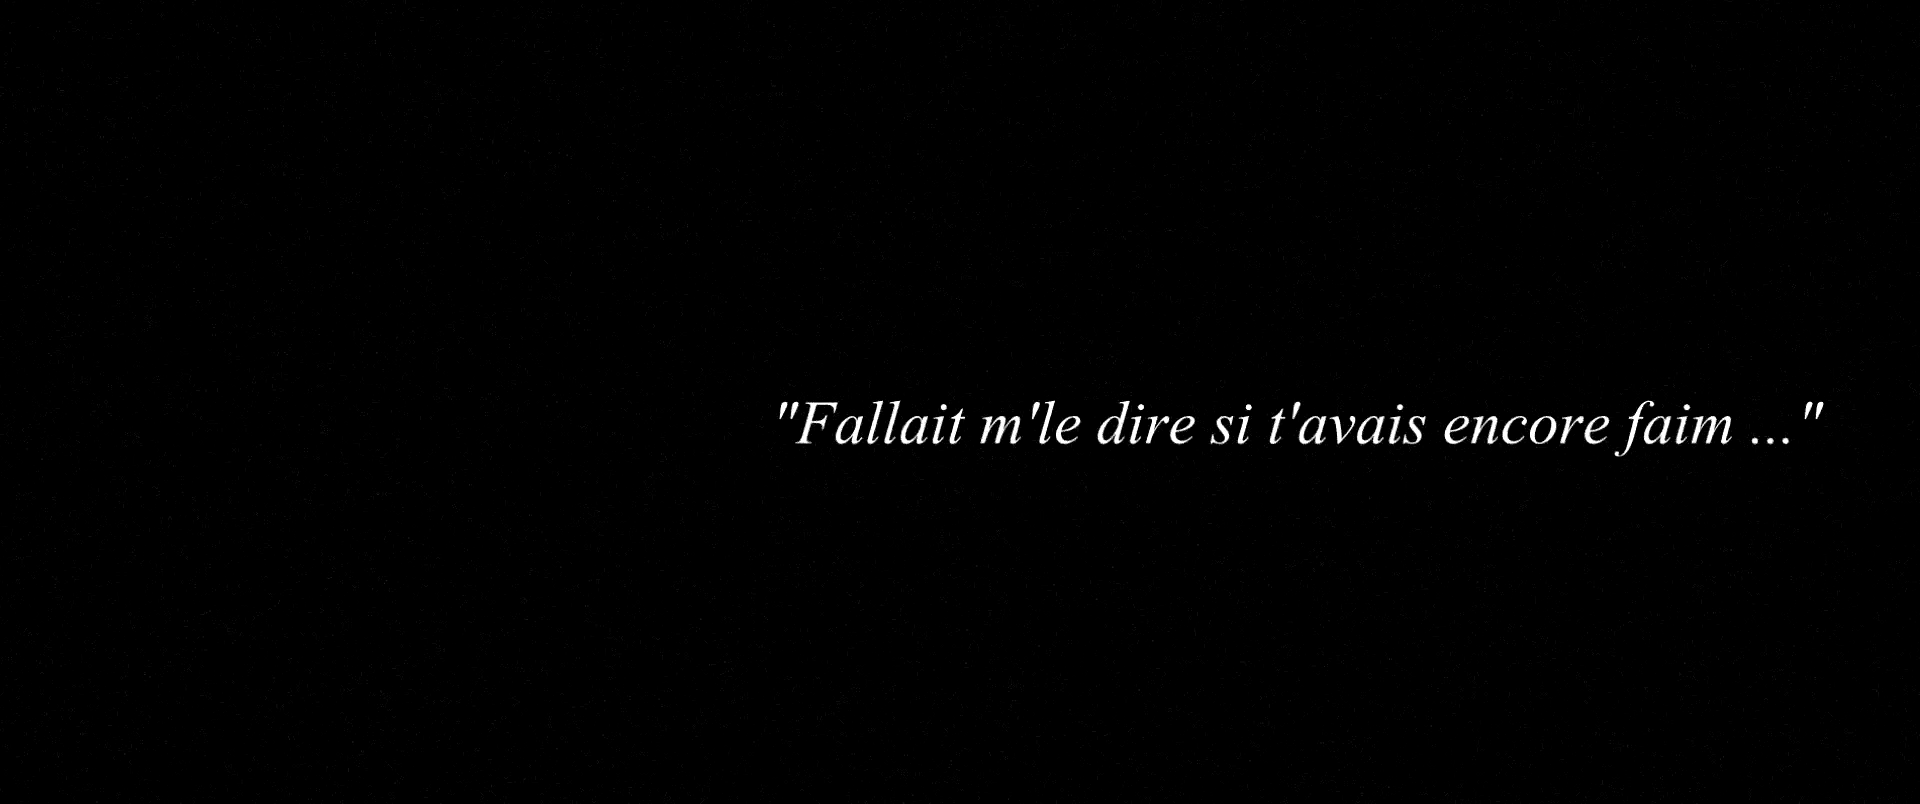 "Fallait m'le dire si t'avais encore faim ..."